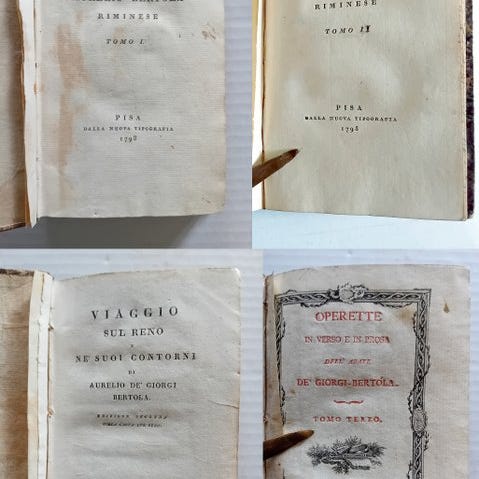 RIMINESE
TOMO I.
PISA
DALLA NUOVA TIPOGRAFIA
1798
RIMINESE
TOMO II
PISA
DALLA NUOVA TIPOGRAFIA
1798
VIAGGIO
SUL RENO
E
NE' SUOI CONTORNI
DI
AURELIO DE' GIORGI
BERTOLA.
EDIZIONE SECONDA
OPERETTE
IN VERSO E IN PROSA
DELL' ABATE
DE' GIORGI-BERTOLA.
TOMO TERZO.